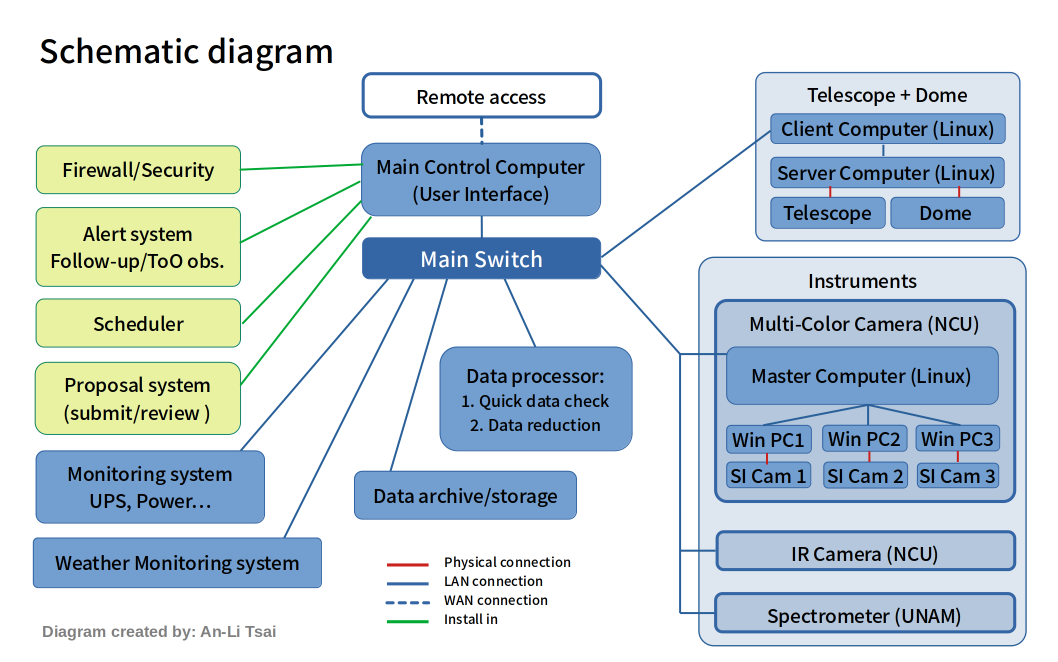 Schematic diagram
Remote access
Main Control Computer
(User Interface)
Main Switch
Firewall/Security
Alert system
Follow-up/ToO obs.
Scheduler
Proposal system
(submit/review )
Monitoring system
UPS, Power...
Weather Monitoring system
Data processor:
1. Quick data check
2. Data reduction
Data archive/storage
Telescope + Dome
Client Computer (Linux)
Server Computer (Linux)
Telescope
Dome
Instruments
Multi-Color Camera (NCU)
Master Computer (Linux)
Win PC1
Win PC2
Win PC3
SI Cam 1
SI Cam 2
SI Cam 3
IR Camera (NCU)
Spectrometer (UNAM)
Physical connection
LAN connection
WAN connection
Install in
Diagram created by: An-Li Tsai